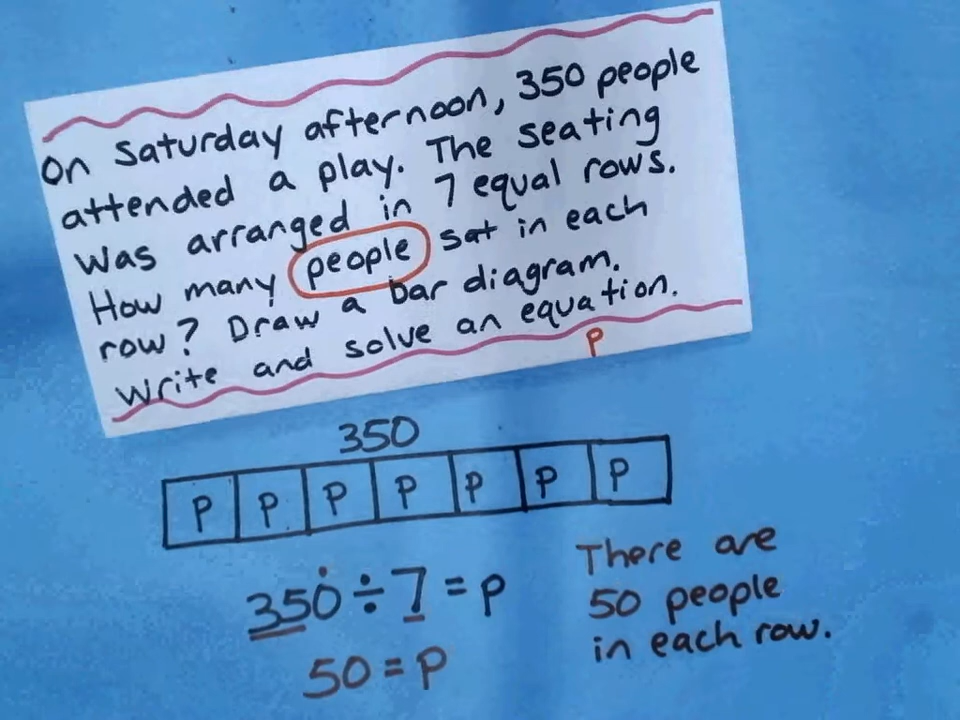 On Saturday afternoon, 350 people
attended a play. The seating
was arranged in 7 equal rows.
How many people sat in each
row? Draw a bar diagram.
Write and solve an equation.
P
350
P P P P P P P
350 ÷ 7 = p
50 = p
There are
50 people
in each row.